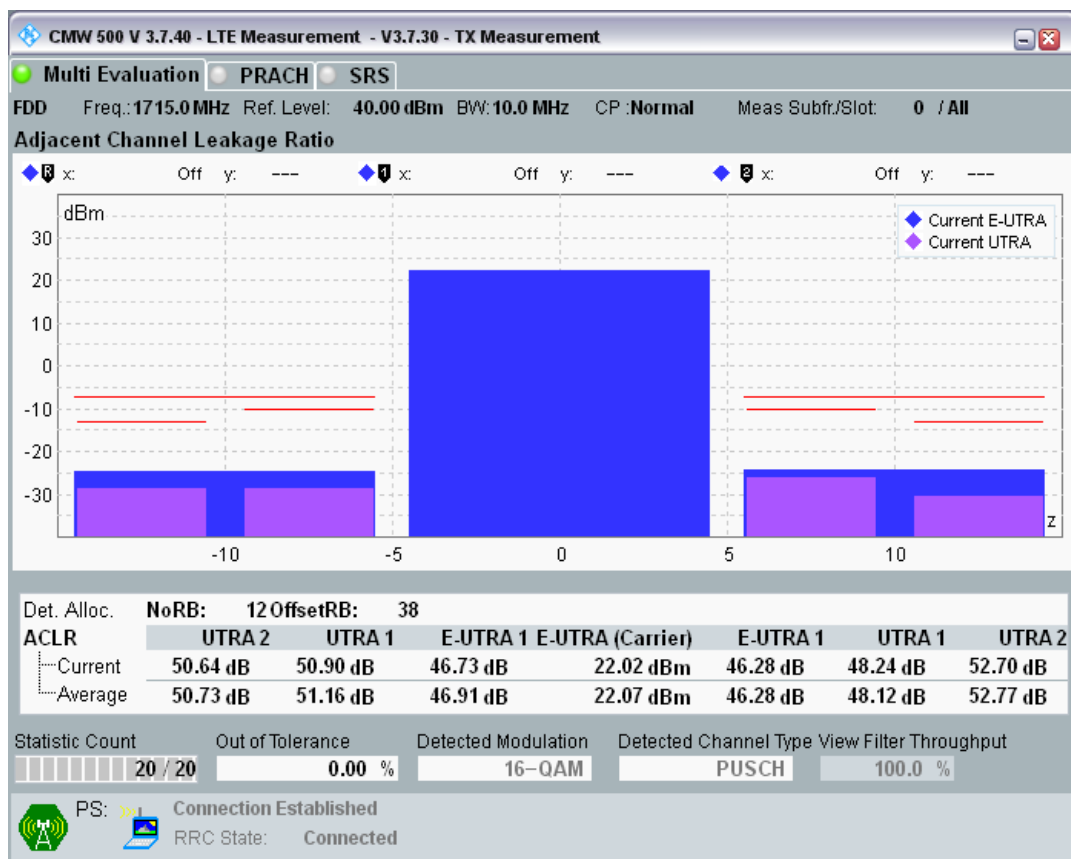 CMW 500 V 3.7.40 - LTE Measurement - V3.7.30 - TX Measurement
Multi Evaluation PRACH SRS
FDD Freq.:1715.0 MHz Ref. Level: 40.00 dBm BW:10.0 MHz CP :Normal Meas Subfr./Slot: 0 / All
Adjacent Channel Leakage Ratio
R x: Off y: --- 1 x: Off y: --- 2 x: Off y: ---
dBm
Current E-UTRA
Current UTRA
30
20
10
0
-10
-20
-30
z
-10 -5 0 5 10
Det. Alloc. NoRB: 12 OffsetRB: 38
ACLR UTRA 2 UTRA 1 E-UTRA 1 E-UTRA (Carrier) E-UTRA 1 UTRA 1 UTRA 2
Current 50.64 dB 50.90 dB 46.73 dB 22.02 dBm 46.28 dB 48.24 dB 52.70 dB
Average 50.73 dB 51.16 dB 46.91 dB 22.07 dBm 46.28 dB 48.12 dB 52.77 dB
Statistic Count Out of Tolerance Detected Modulation Detected Channel Type View Filter Throughput
20 / 20 0.00 % 16-QAM PUSCH 100.0 %
PS: Connection Established
RRC State: Connected